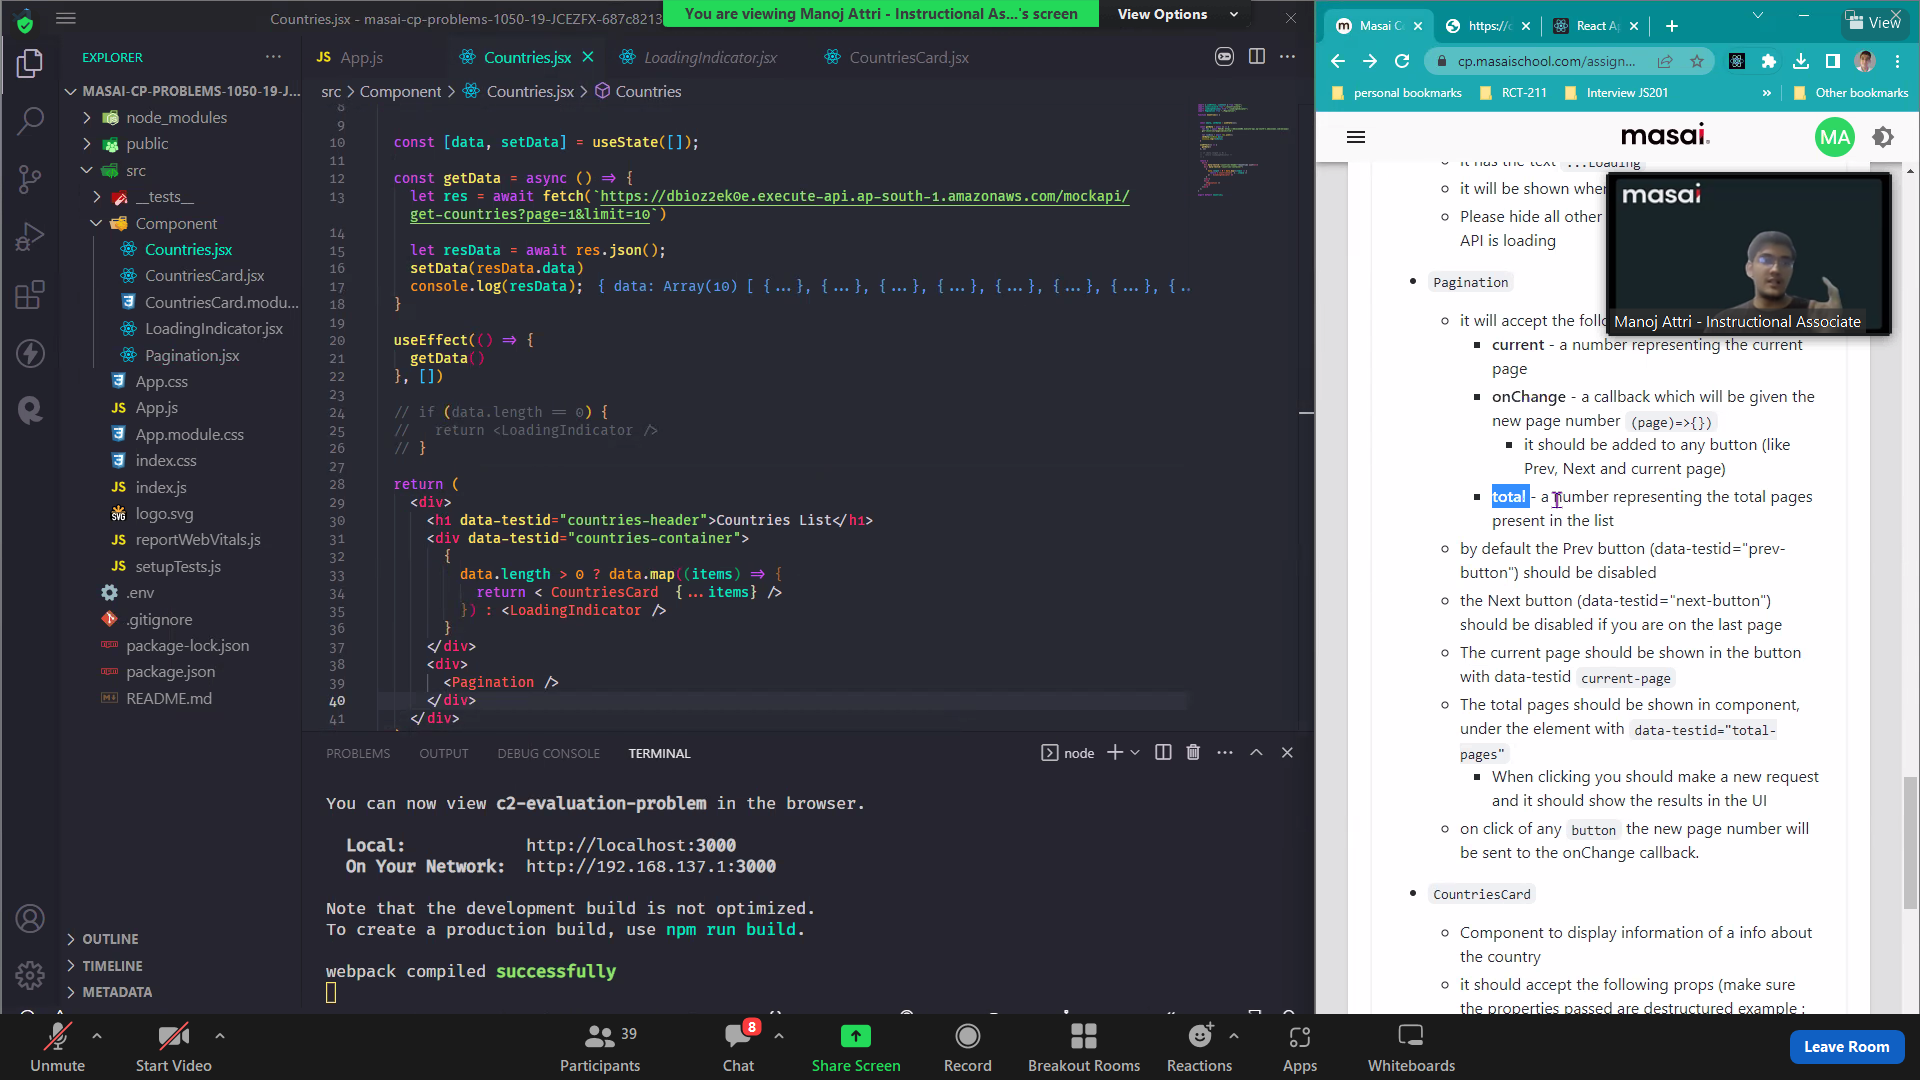 Countries.jsx - masai-cp-problems-1050-19-JCEZFX-687c8213
You are viewing Manoj Attri - Instructional As...'s screen
View Options
View
EXPLORER
MASAI-CP-PROBLEMS-1050-19-J...
node_modules
public
src
__tests__
Component
Countries.jsx
CountriesCard.jsx
CountriesCard.modu...
LoadingIndicator.jsx
Pagination.jsx
App.css
App.js
App.module.css
index.css
index.js
logo.svg
reportWebVitals.js
setupTests.js
.env
.gitignore
package-lock.json
package.json
README.md
OUTLINE
TIMELINE
METADATA
JS App.js
Countries.jsx
LoadingIndicator.jsx
CountriesCard.jsx
src > Component > Countries.jsx > Countries
8
9
10 const [data, setData] = useState([]);
11
12 const getData = async () => {
13 let res = await fetch(`https://dbioz2ek0e.execute-api.ap-south-1.amazonaws.com/mockapi/
get-countries?page=1&limit=10`)
14
15 let resData = await res.json();
16 setData(resData.data)
17 console.log(resData); { data: Array(10) [ {...}, {...}, {...}, {...}, {...}, {...}, {...}, {..
18 }
19
20 useEffect(() => {
21 getData()
22 }, [])
23
24 // if (data.length == 0) {
25 // return <LoadingIndicator />
26 // }
27
28 return (
29 <div>
30 <h1 data-testid="countries-header">Countries List</h1>
31 <div data-testid="countries-container">
32 {
33 data.length > 0 ? data.map((items) => {
34 return < CountriesCard {...items} />
35 }) : <LoadingIndicator />
36 }
37 </div>
38 <div>
39 <Pagination />
40 </div>
41 </div>
PROBLEMS
OUTPUT
DEBUG CONSOLE
TERMINAL
node
You can now view c2-evaluation-problem in the browser.
Local: http://localhost:3000
On Your Network: http://192.168.137.1:3000
Note that the development build is not optimized.
To create a production build, use npm run build.
webpack compiled successfully
Masai C
https://
React A
cp.masaischool.com/assign...
personal bookmarks
RCT-211
Interview JS201
»
Other bookmarks
masai.
MA
it has the text ...Loading
it will be shown whe
Please hide all other
API is loading
masai
Manoj Attri - Instructional Associate
Pagination
it will accept the follo
current - a number representing the current
page
onChange - a callback which will be given the
new page number (page)=>{})
it should be added to any button (like
Prev, Next and current page)
total - a number representing the total pages
present in the list
by default the Prev button (data-testid="prev-
button") should be disabled
the Next button (data-testid="next-button")
should be disabled if you are on the last page
The current page should be shown in the button
with data-testid current-page
The total pages should be shown in component,
under the element with data-testid="total-
pages"
When clicking you should make a new request
and it should show the results in the UI
on click of any button the new page number will
be sent to the onChange callback.
CountriesCard
Component to display information of a info about
the country
it should accept the following props (make sure
the properties passed are destructured example :
Unmute
Start Video
Participants
39
Chat
8
Share Screen
Record
Breakout Rooms
Reactions
Apps
Whiteboards
Leave Room